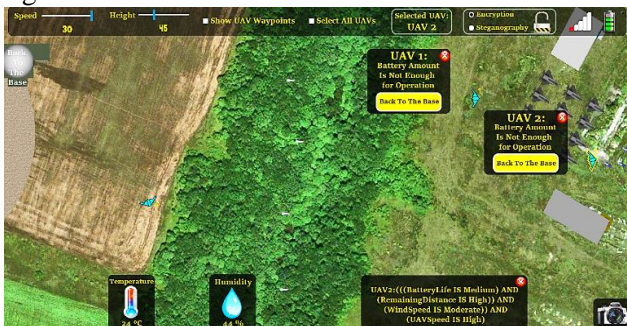 Speed
30
Height
45
Show UAV Waypoints
Select All UAVs
Selected UAV:
UAV 2
Encryption
Steganography
Back
To
The
Base
UAV 1:
Battery Amount
Is Not Enough
for Operation
Back To The Base
UAV 2:
Battery Amount
Is Not Enough
for Operation
Back To The Base
Temperature
24 °C
Humidity
44 %
UAV2:(((BatteryLife IS Medium) AND
(RemainingDistance IS High)) AND
(WindSpeed IS Moderate)) AND
(UAVSpeed IS High)